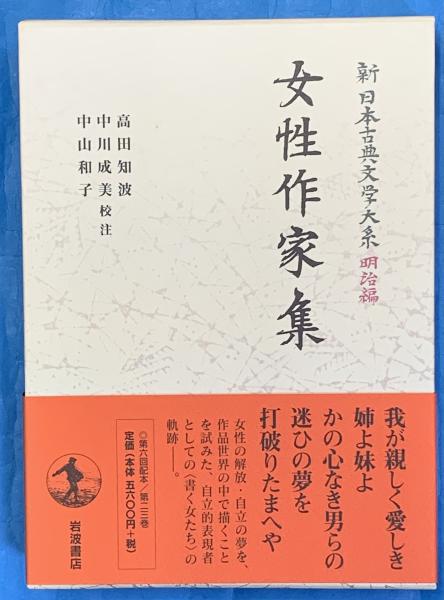 新日本古典文学大系 明治編
女性作家集
高田知波
中川成美 校注
中山和子
我が親しく愛しき
姉よ妹よ
かの心なき男らの
迷ひの夢を
打破りたまへや
女性の解放・自立の夢を、
作品世界の中で描くこと
を試みた、自立的表現者
としての〈書く女たち〉の
軌跡――。
◎第六回配本/第二三巻
定価(本体 五六〇〇円+税)
岩波書店